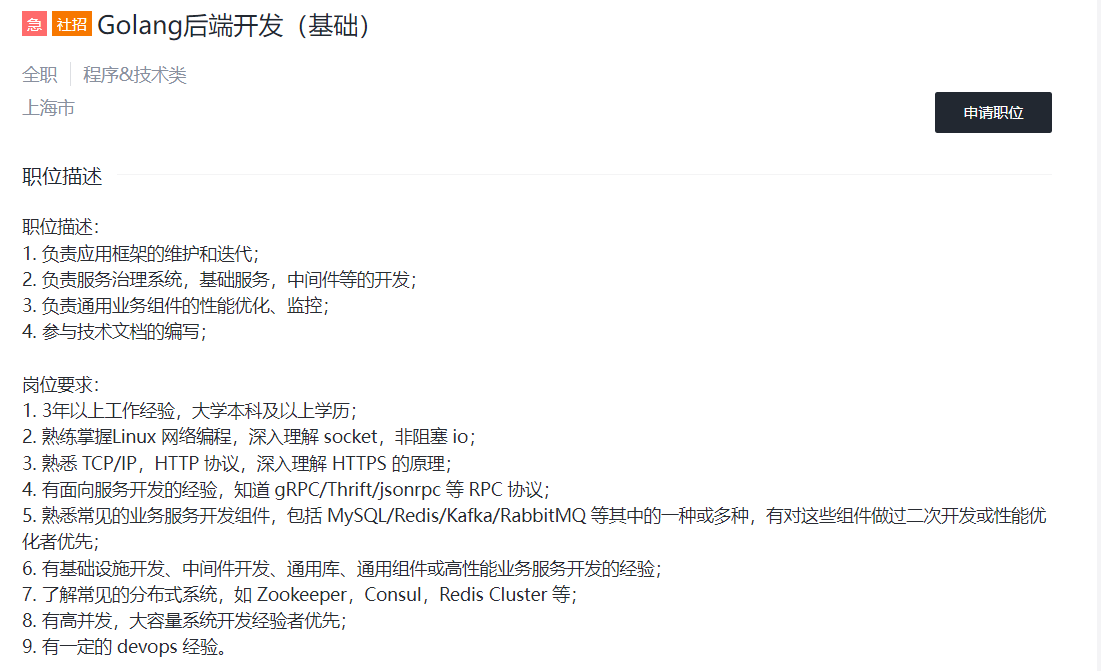 急 社招 Golang后端开发（基础）
全职 程序&技术类
上海市
申请职位
职位描述
职位描述：
1. 负责应用框架的维护和迭代；
2. 负责服务治理系统，基础服务，中间件等的开发；
3. 负责通用业务组件的性能优化、监控；
4. 参与技术文档的编写；
岗位要求：
1. 3年以上工作经验，大学本科及以上学历；
2. 熟练掌握Linux 网络编程，深入理解 socket，非阻塞 io；
3. 熟悉 TCP/IP，HTTP 协议，深入理解 HTTPS 的原理；
4. 有面向服务开发的经验，知道 gRPC/Thrift/jsonrpc 等 RPC 协议；
5. 熟悉常见的业务服务开发组件，包括 MySQL/Redis/Kafka/RabbitMQ 等其中的一种或多种，有对这些组件做过二次开发或性能优
化者优先；
6. 有基础设施开发、中间件开发、通用库、通用组件或高性能业务服务开发的经验；
7. 了解常见的分布式系统，如 Zookeeper，Consul，Redis Cluster 等；
8. 有高并发，大容量系统开发经验者优先；
9. 有一定的 devops 经验。